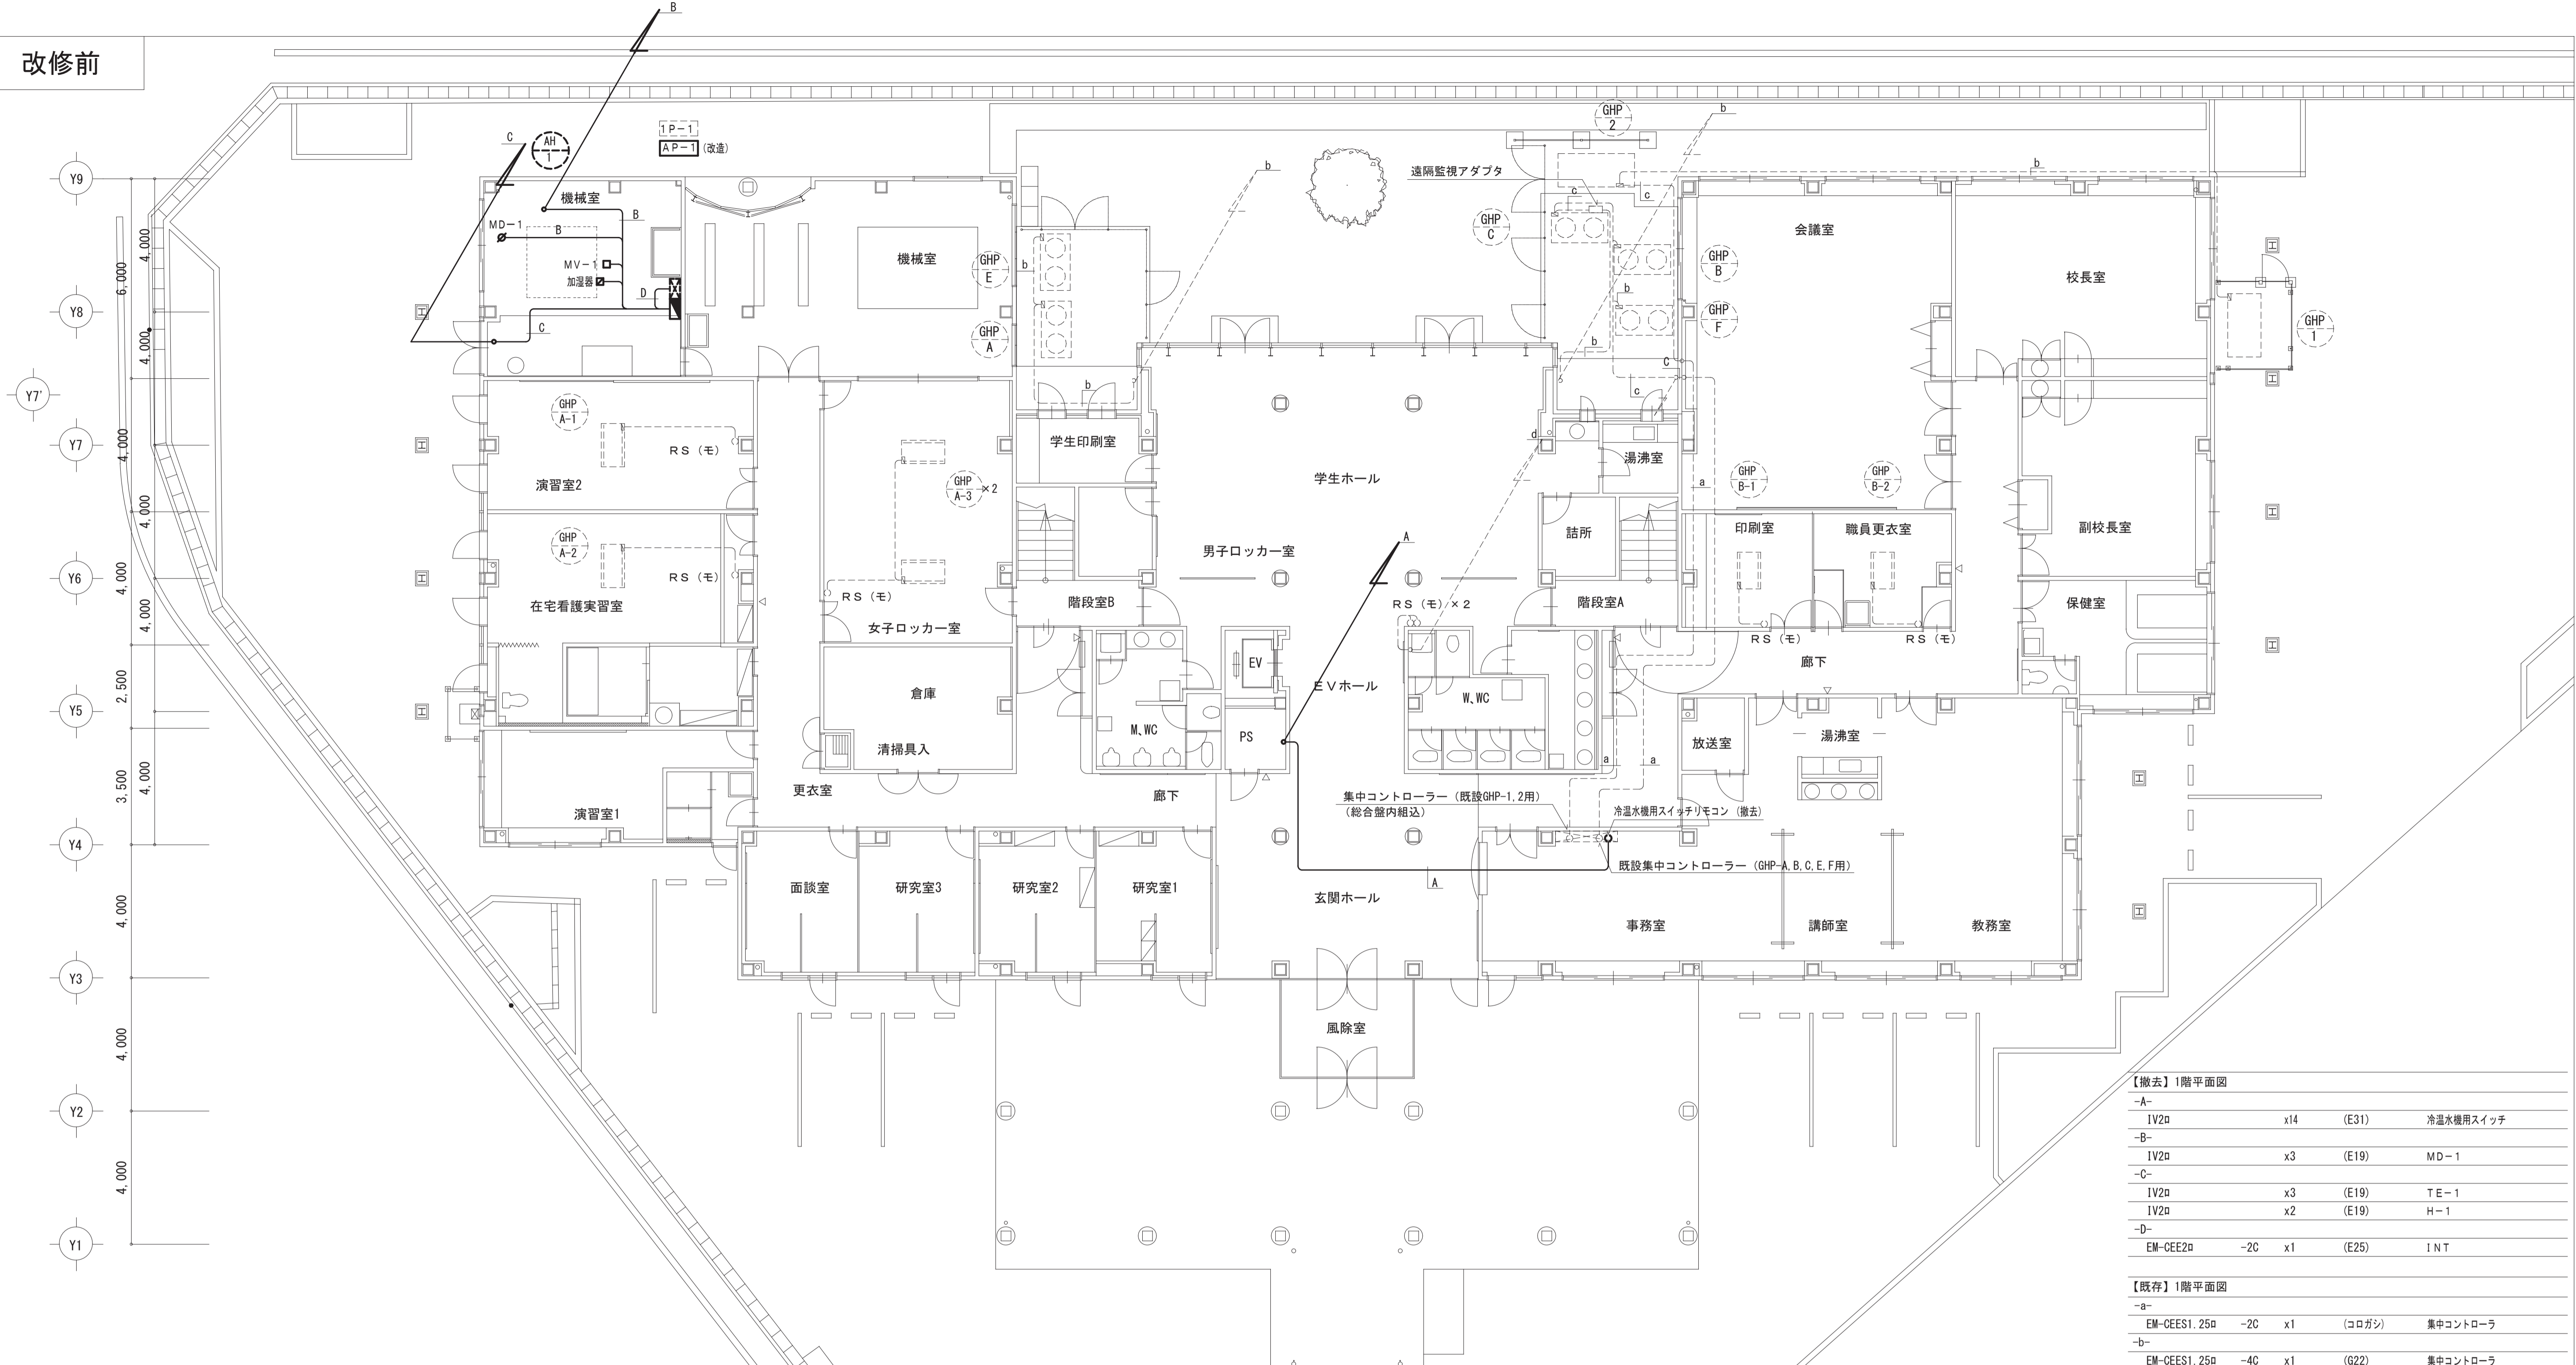 改修前
B
C
AH
1
1P-1
AP-1 (改造)
機械室
MD-1
B
B
MV-1
加湿器
D
C
機械室
GHP
E
GHP
A
b
b
b
遠隔監視アダプタ
GHP
2
b
GHP
C
c
c
GHP
B
b
GHP
F
b
C
c
会議室
b
校長室
GHP
1
Y9
Y8
Y7'
Y7
Y6
Y5
Y4
Y3
Y2
Y1
6,000
4,000
4,000
4,000
4,000
4,000
4,000
2,500
3,500
4,000
4,000
4,000
4,000
GHP
A-1
RS (モ)
演習室2
GHP
A-2
RS (モ)
在宅看護実習室
GHP
A-3
×2
RS (モ)
女子ロッカー室
学生印刷室
階段室B
学生ホール
男子ロッカー室
A
d
湯沸室
詰所
階段室A
RS (モ)×2
a
GHP
B-1
GHP
B-2
印刷室
職員更衣室
RS (モ)
RS (モ)
副校長室
保健室
廊下
倉庫
清掃具入
更衣室
演習室1
M、WC
EV
EVホール
PS
W、WC
a
a
廊下
放送室
湯沸室
集中コントローラー (既設GHP-1,2用)
(総合盤内組込)
冷温水機用スイッチリモコン (撤去)
既設集中コントローラー (GHP-A,B,C,E,F用)
A
面談室
研究室3
研究室2
研究室1
玄関ホール
事務室
講師室
教務室
風除室
【撤去】1階平面図
-A-
IV2□ x14 (E31) 冷温水機用スイッチ
-B-
IV2□ x3 (E19) MD-1
-C-
IV2□ x3 (E19) TE-1
IV2□ x2 (E19) H-1
-D-
EM-CEE2□ -2C x1 (E25) INT
【既存】1階平面図
-a-
EM-CEES1.25□ -2C x1 (コロガシ) 集中コントローラ
-b-
EM-CEES1.25□ -4C x1 (G22) 集中コントローラ